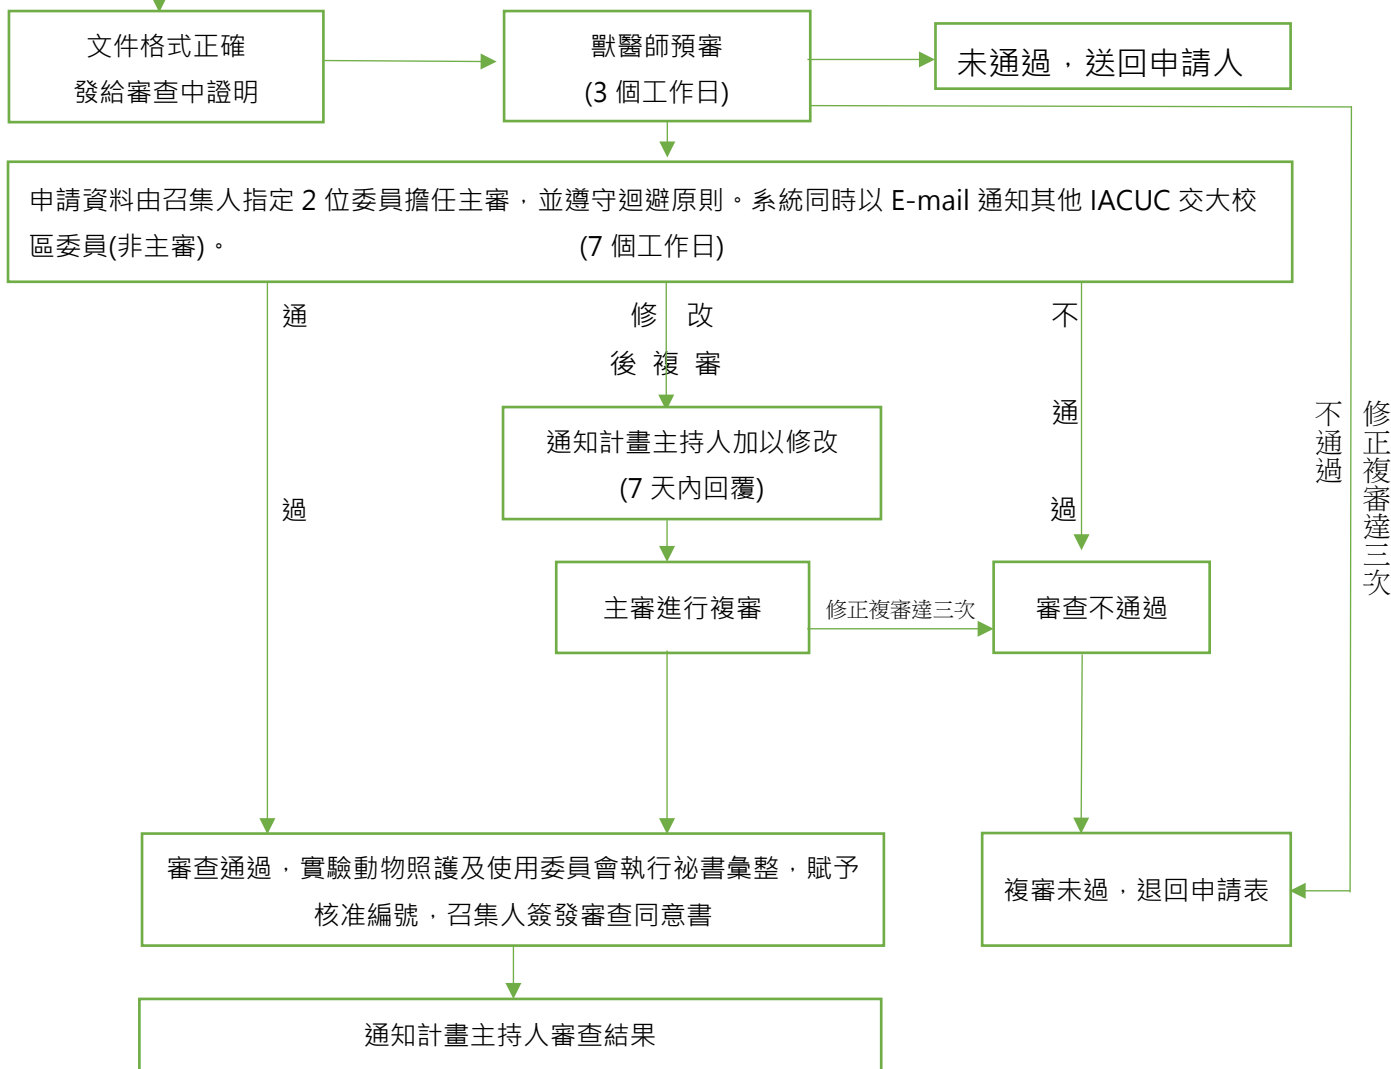 文件格式正確
發給審查中證明
獸醫師預審
(3 個工作日)
未通過，送回申請人
申請資料由召集人指定 2 位委員擔任主審，並遵守迴避原則。系統同時以 E-mail 通知其他 IACUC 交大校
區委員(非主審)。 (7 個工作日)
通
過
修 改
後 複 審
不
通
過
不通過
修正複審達三次
通知計畫主持人加以修改
(7 天內回覆)
主審進行複審
修正複審達三次
審查不通過
審查通過，實驗動物照護及使用委員會執行祕書彙整，賦予
核准編號，召集人簽發審查同意書
複審未過，退回申請表
通知計畫主持人審查結果